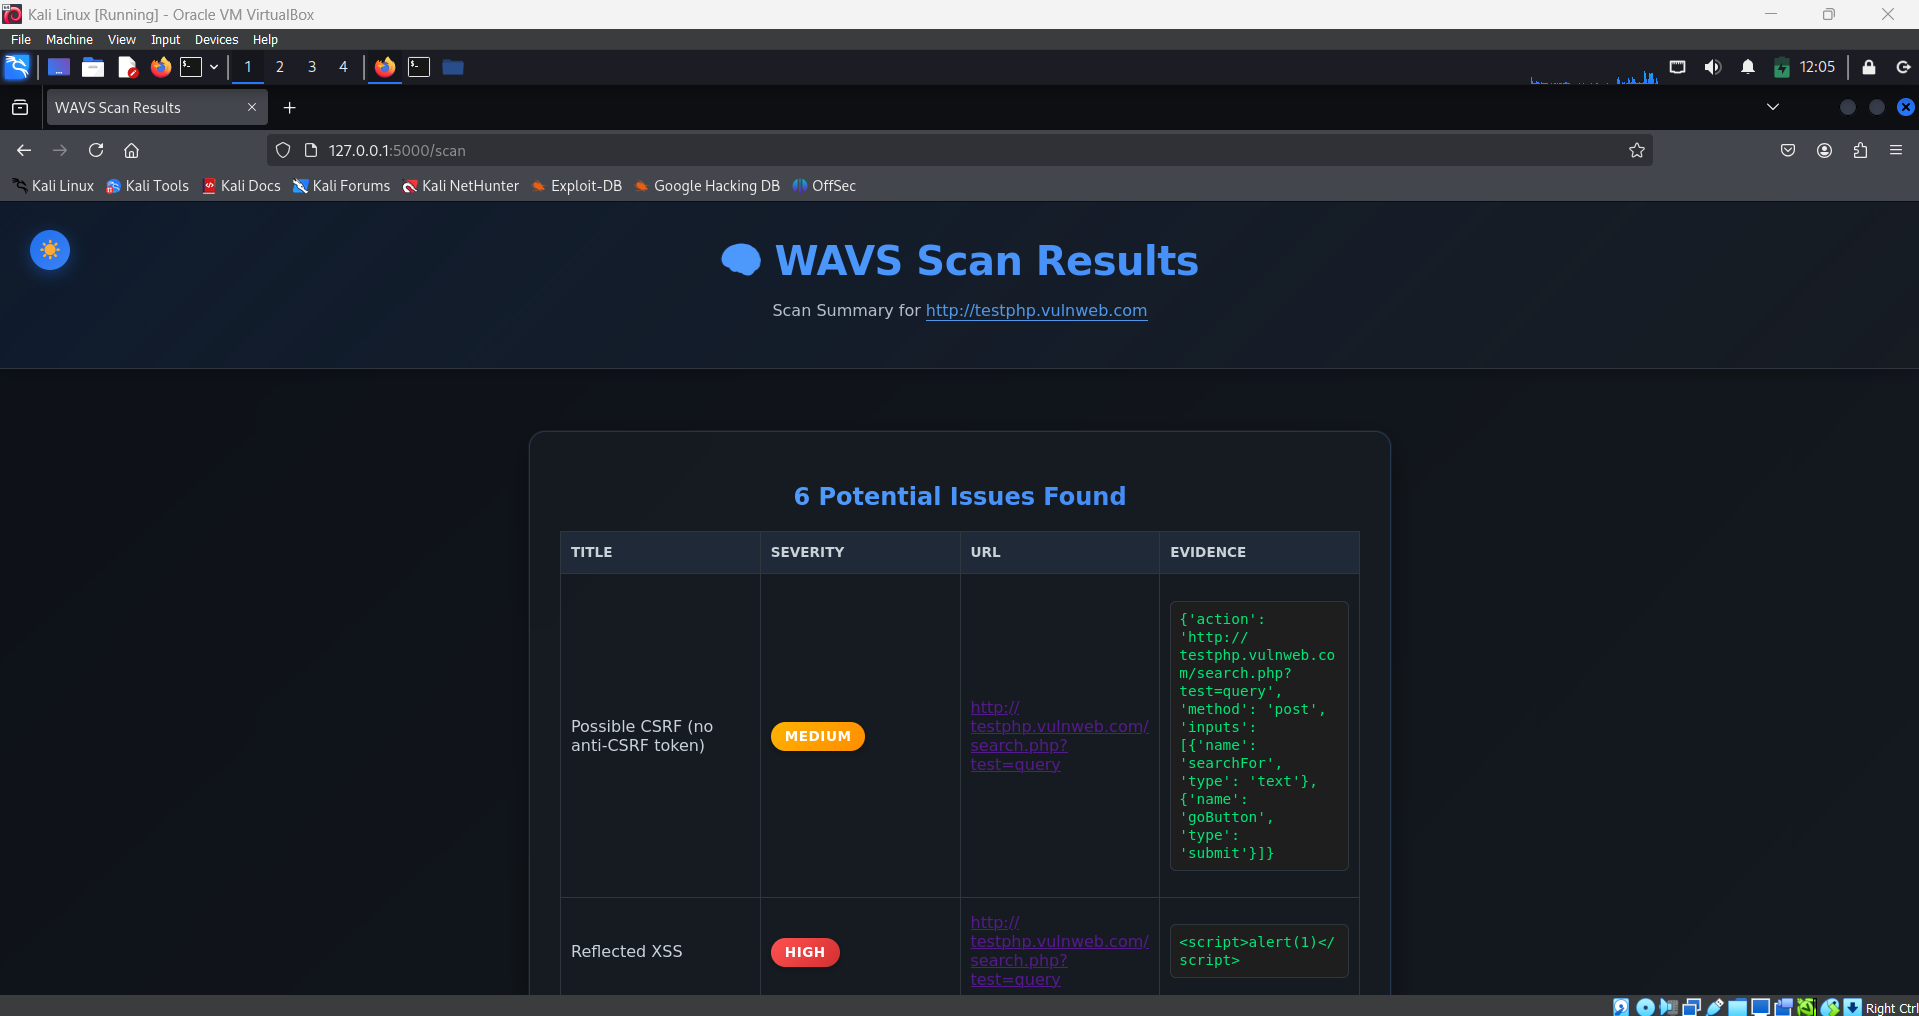 Kali Linux [Running] - Oracle VM VirtualBox
File Machine View Input Devices Help
1 2 3 4 12:05
WAVS Scan Results
127.0.0.1:5000/scan
Kali Linux Kali Tools Kali Docs Kali Forums Kali NetHunter Exploit-DB Google Hacking DB OffSec
WAVS Scan Results
Scan Summary for http://testphp.vulnweb.com
6 Potential Issues Found
TITLE SEVERITY URL EVIDENCE
Possible CSRF (no
anti-CSRF token)
MEDIUM
http://
testphp.vulnweb.com/
search.php?
test=query
{'action':
'http://
testphp.vulnweb.co
m/search.php?
test=query',
'method': 'post',
'inputs':
[{'name':
'searchFor',
'type': 'text'},
{'name':
'goButton',
'type':
'submit'}]}
Reflected XSS
HIGH
http://
testphp.vulnweb.com/
search.php?
test=query
<script>alert(1)</
script>
Right Ctrl